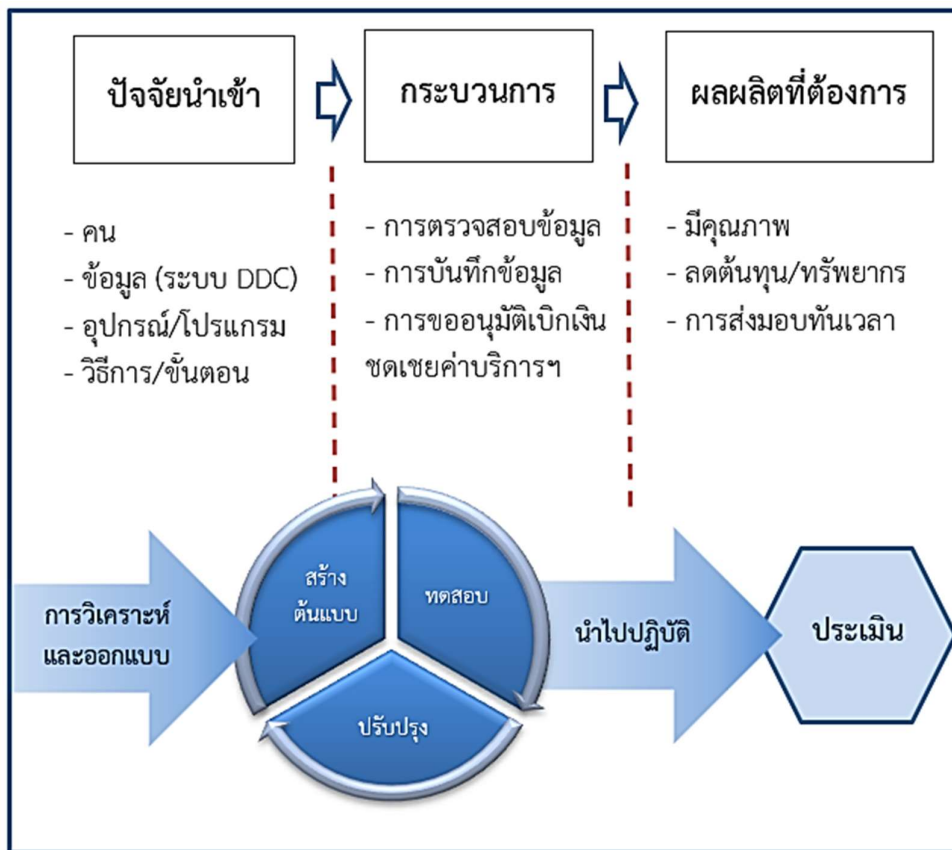 ปัจจัยนำเข้า
กระบวนการ
ผลผลิตที่ต้องการ
- คน
- ข้อมูล (ระบบ DDC)
- อุปกรณ์/โปรแกรม
- วิธีการ/ขั้นตอน
- การตรวจสอบข้อมูล
- การบันทึกข้อมูล
- การขออนุมัติเบิกเงิน
ชดเชยค่าบริการฯ
- มีคุณภาพ
- ลดต้นทุน/ทรัพยากร
- การส่งมอบทันเวลา
การวิเคราะห์
และออกแบบ
สร้าง
ต้นแบบ
ทดสอบ
ปรับปรุง
นำไปปฏิบัติ
ประเมิน